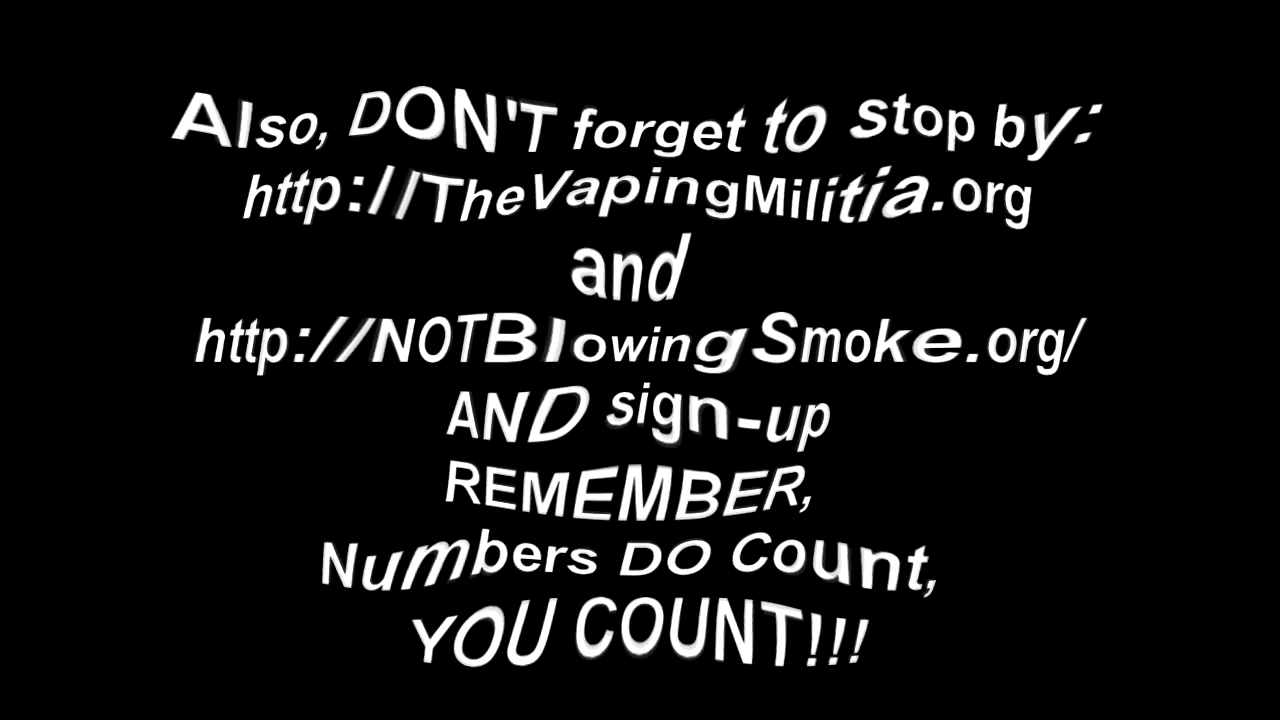 Also, DON'T forget to stop by:
http://TheVapingMilitia.org
and
http://NOTBlowingSmoke.org/
AND sign-up
REMEMBER,
Numbers DO Count,
YOU COUNT!!!